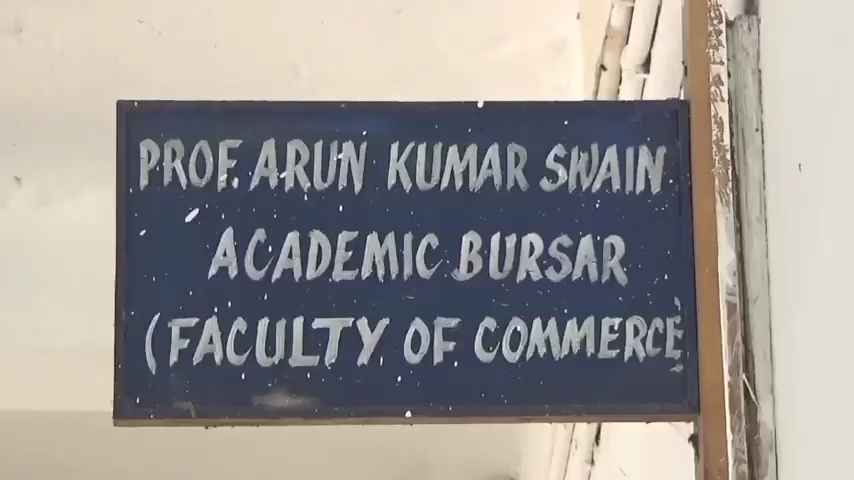 PROF. ARUN KUMAR SWAIN
ACADEMIC BURSAR
(FACULTY OF COMMERCE